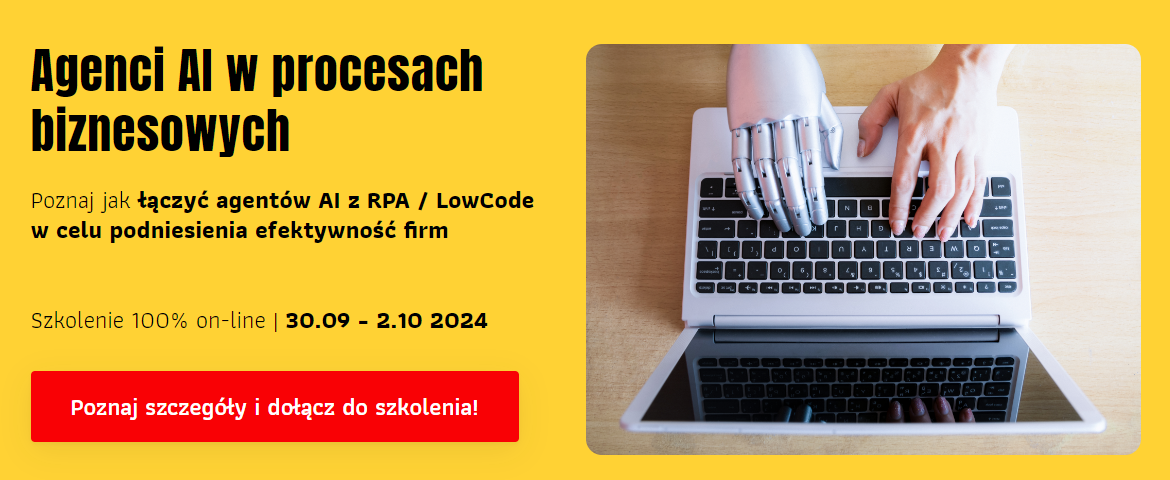 Agenci AI w procesach
biznesowych
Poznaj jak łączyć agentów AI z RPA / LowCode
w celu podniesienia efektywność firm
Szkolenie 100% on-line | 30.09 - 2.10 2024
Poznaj szczegóły i dołącz do szkolenia!